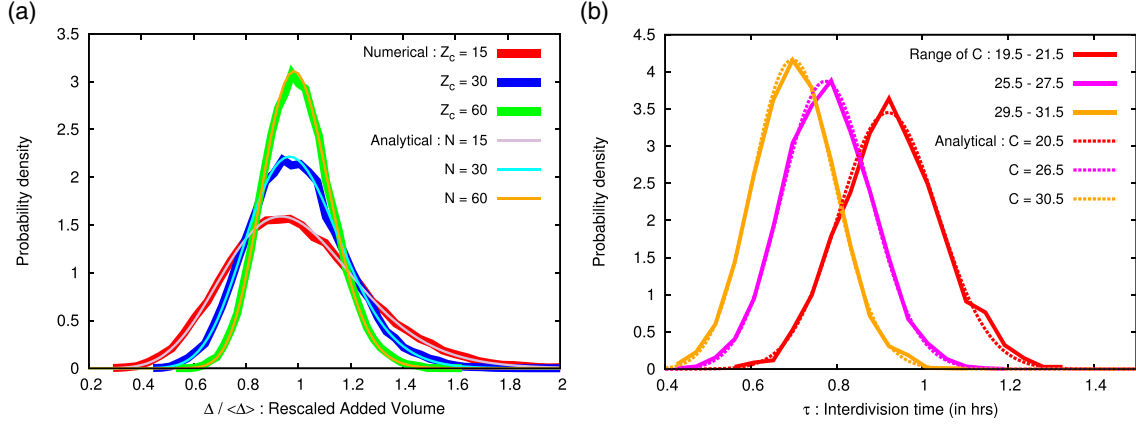 (a)
Probability density
3.5
3
2.5
2
1.5
1
0.5
0
Numerical : Zc = 15
Zc = 30
Zc = 60
Analytical : N = 15
N = 30
N = 60
0.2 0.4 0.6 0.8 1.0 1.2 1.4 1.6 1.8 2
Δ / <Δ> : Rescaled Added Volume
(b)
Probability density
4.5
4
3.5
3
2.5
2
1.5
1
0.5
0
Range of C : 19.5 - 21.5
25.5 - 27.5
29.5 - 31.5
Analytical : C = 20.5
C = 26.5
C = 30.5
0.4 0.6 0.8 1 1.2 1.4
τ : Interdivision time (in hrs)